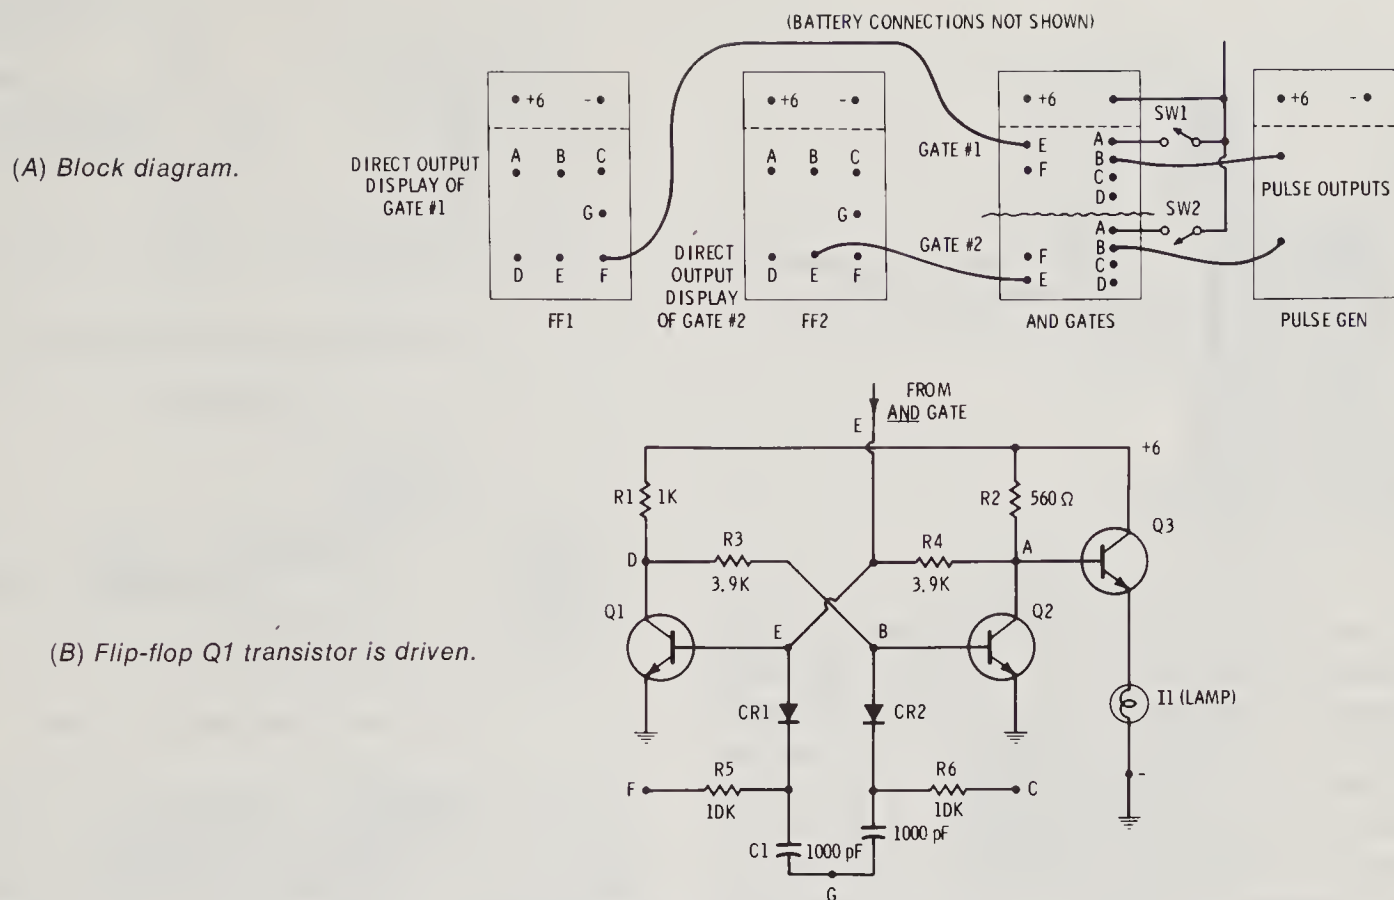 (BATTERY CONNECTIONS NOT SHOWN)
(A) Block diagram.
DIRECT OUTPUT
DISPLAY OF
GATE #1
+6 -
A B C
G
D E F
FF1
DIRECT
OUTPUT
DISPLAY
OF GATE #2
+6 -
A B C
G
D E F
FF2
+6
GATE #1
E
F
A
B
C
D
SW1
GATE #2
F
E
A
B
C
D
SW2
AND GATES
+6 -
PULSE OUTPUTS
PULSE GEN
(B) Flip-flop Q1 transistor is driven.
FROM
AND GATE
E
+6
R1 1K
R2 560 Ω
Q3
D
R3
3.9K
R4
3.9K
A
Q1
E
B
Q2
CR1
CR2
I1 (LAMP)
F
R5
1DK
R6
1DK
C
-
C1
1000 pF
1000 pF
G